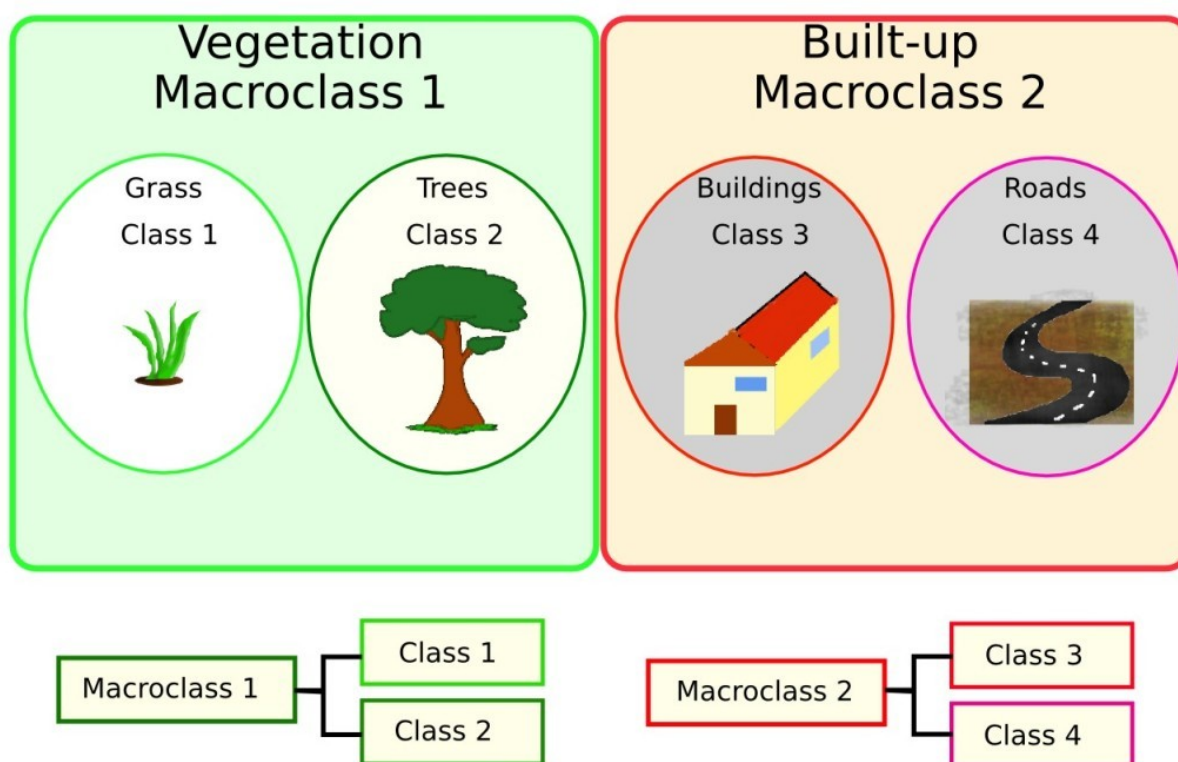 Vegetation
Macroclass 1
Grass
Class 1
Trees
Class 2
Built-up
Macroclass 2
Buildings
Class 3
Roads
Class 4
Macroclass 1
Class 1
Class 2
Macroclass 2
Class 3
Class 4